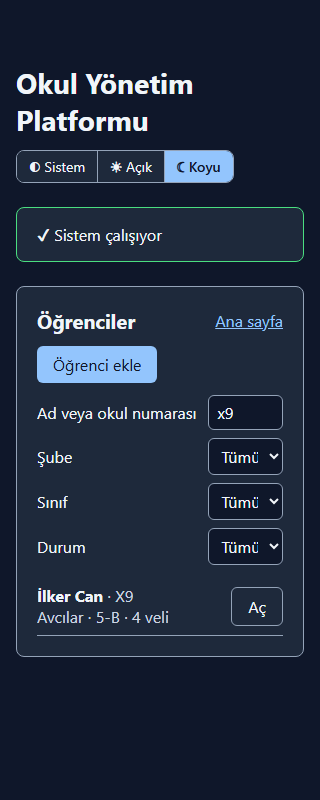 Okul Yönetim
Platformu
◐ Sistem ☀ Açık ☾ Koyu
✓ Sistem çalışıyor
Öğrenciler Ana sayfa
Öğrenci ekle
Ad veya okul numarası x9
Şube Tümü
Sınıf Tümü
Durum Tümü
İlker Can · X9 Aç
Avcılar · 5-B · 4 veli